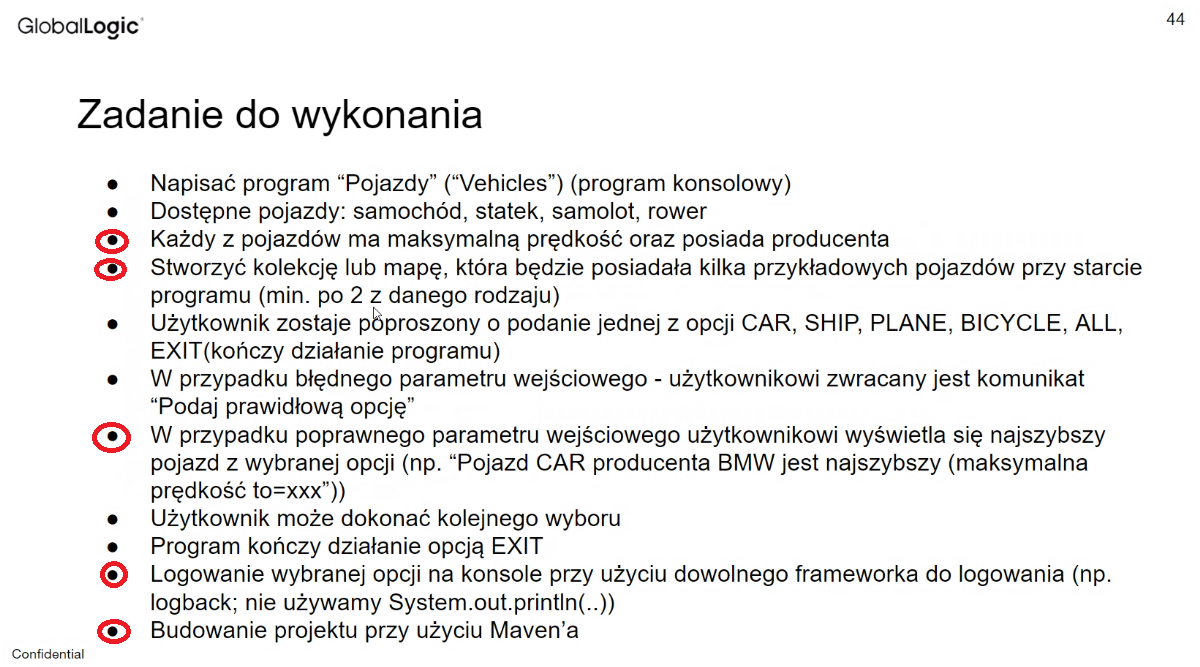 GlobalLogic
44
Zadanie do wykonania
● Napisać program “Pojazdy” (“Vehicles”) (program konsolowy)
● Dostępne pojazdy: samochód, statek, samolot, rower
● Każdy z pojazdów ma maksymalną prędkość oraz posiada producenta
● Stworzyć kolekcję lub mapę, która będzie posiadała kilka przykładowych pojazdów przy starcie
programu (min. po 2 z danego rodzaju)
● Użytkownik zostaje poproszony o podanie jednej z opcji CAR, SHIP, PLANE, BICYCLE, ALL,
EXIT(kończy działanie programu)
● W przypadku błędnego parametru wejściowego - użytkownikowi zwracany jest komunikat
“Podaj prawidłową opcję”
● W przypadku poprawnego parametru wejściowego użytkownikowi wyświetla się najszybszy
pojazd z wybranej opcji (np. “Pojazd CAR producenta BMW jest najszybszy (maksymalna
prędkość to=xxx”))
● Użytkownik może dokonać kolejnego wyboru
● Program kończy działanie opcją EXIT
● Logowanie wybranej opcji na konsole przy użyciu dowolnego frameworka do logowania (np.
logback; nie używamy System.out.println(..))
● Budowanie projektu przy użyciu Maven’a
Confidential